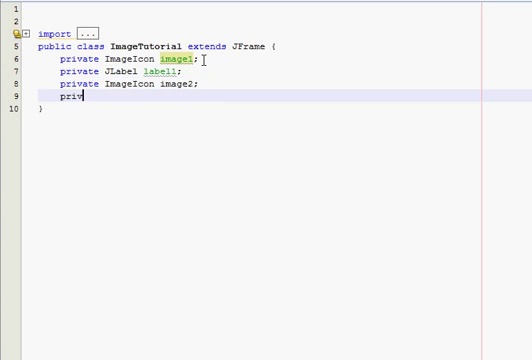 1
2
import ...
5 public class ImageTutorial extends JFrame {
6 private ImageIcon image1;
7 private JLabel label1;
8 private ImageIcon image2;
9 priv
10 }